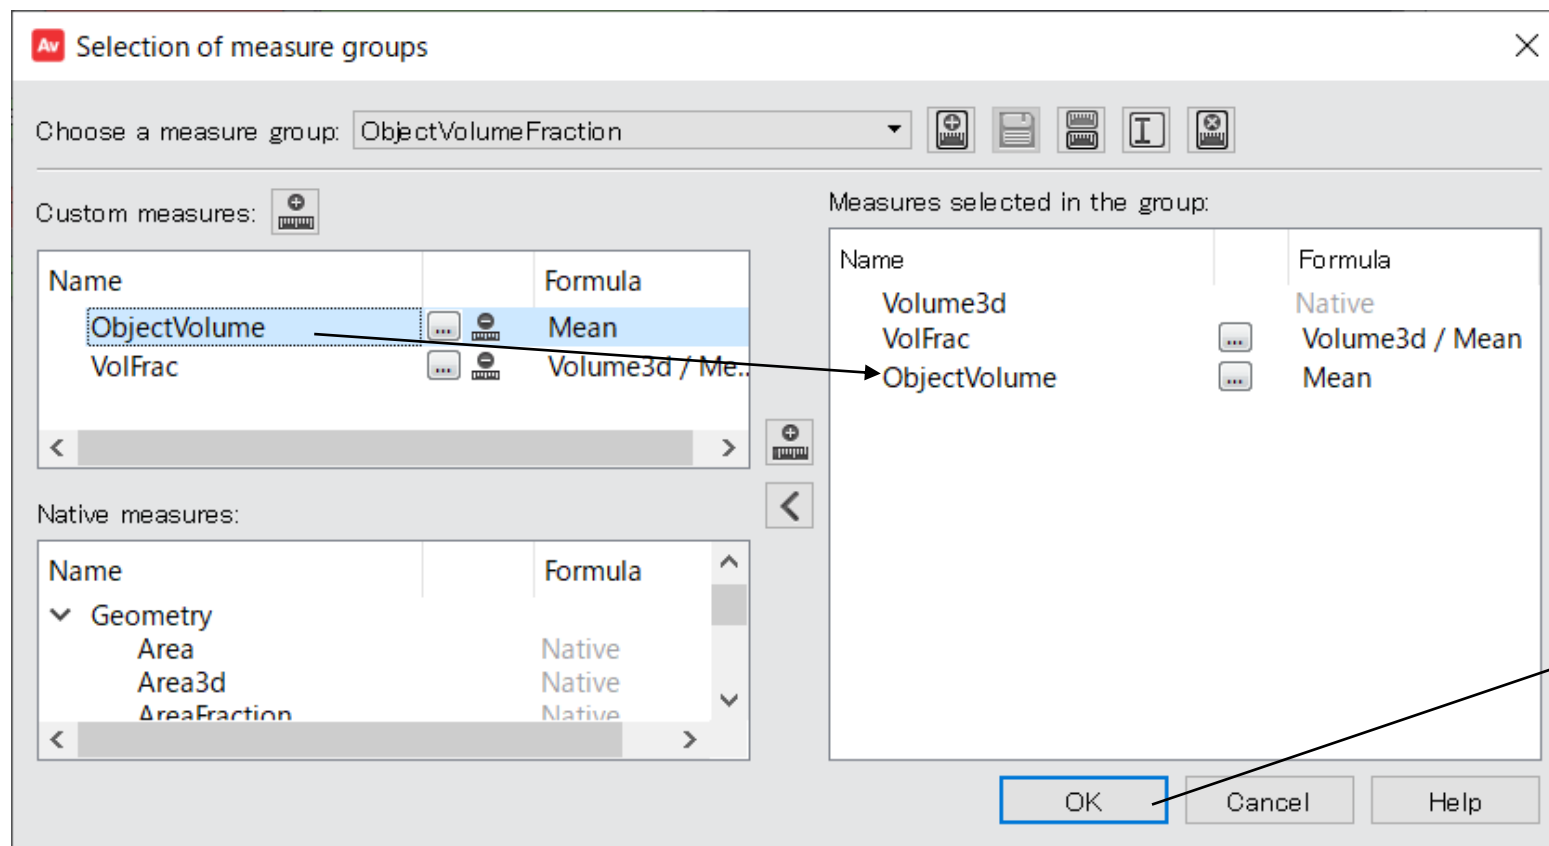 Av Selection of measure groups
Choose a measure group: ObjectVolumeFraction
Custom measures:
Name Formula
ObjectVolume ... Mean
VolFrac ... Volume3d / Me..
Native measures:
Name Formula
Geometry
Area Native
Area3d Native
AreaFraction Native
Measures selected in the group:
Name Formula
Volume3d Native
VolFrac ... Volume3d / Mean
ObjectVolume ... Mean
OK Cancel Help